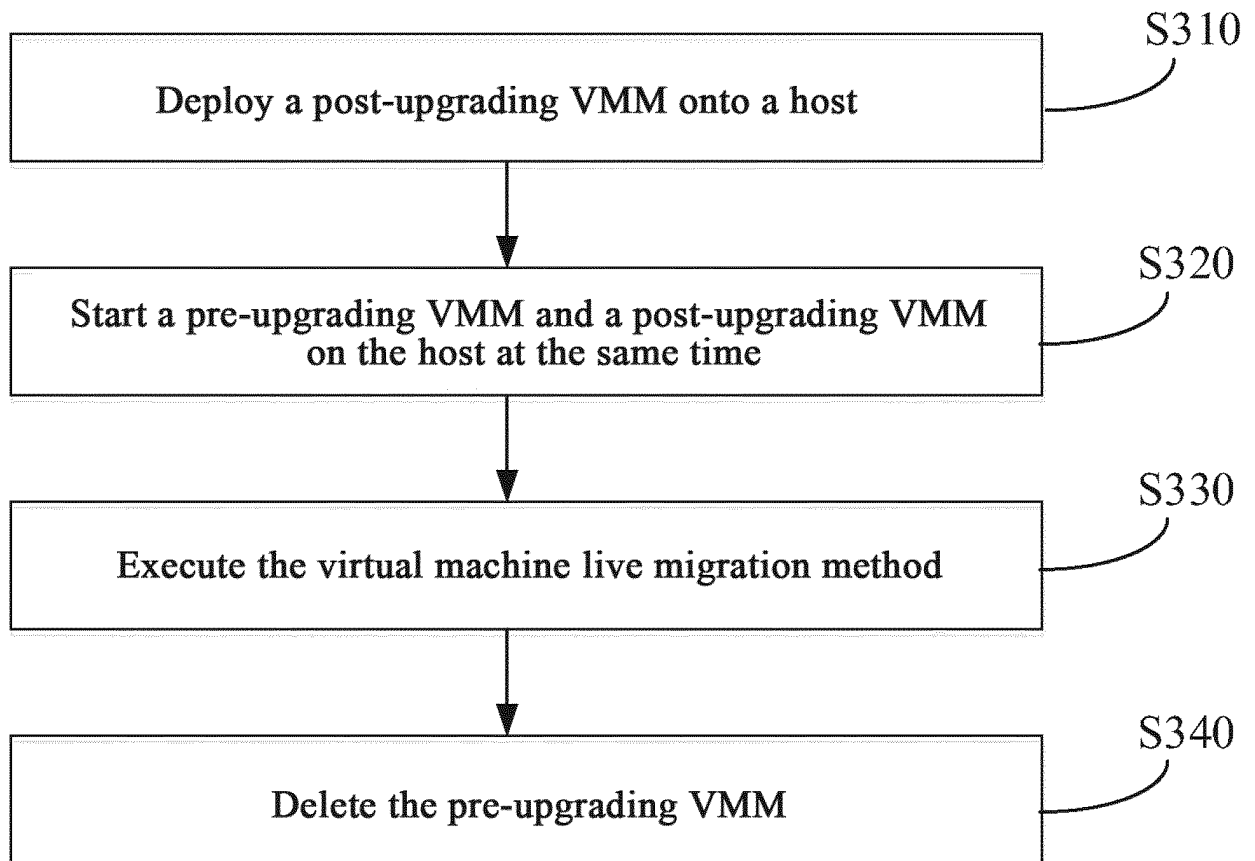 S310
Deploy a post-upgrading VMM onto a host
S320
Start a pre-upgrading VMM and a post-upgrading VMM
on the host at the same time
S330
Execute the virtual machine live migration method
S340
Delete the pre-upgrading VMM